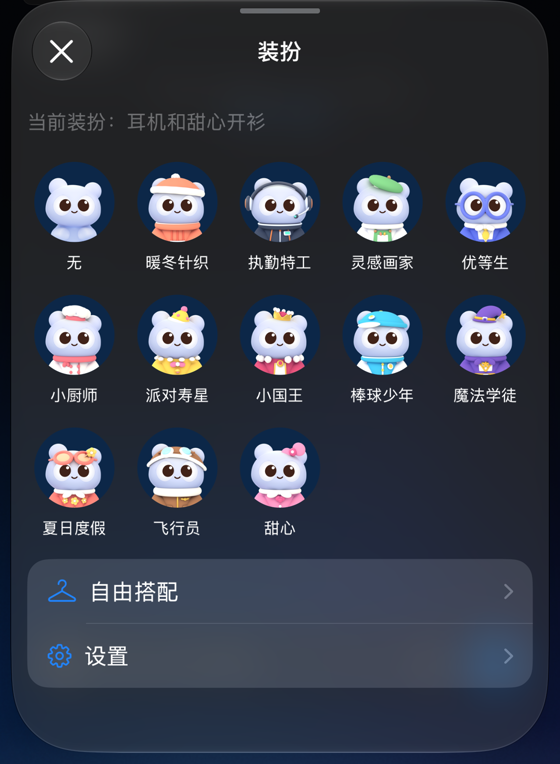 装扮
当前装扮：耳机和甜心开衫
无 暖冬针织 执勤特工 灵感画家 优等生
小厨师 派对寿星 小国王 棒球少年 魔法学徒
夏日度假 飞行员 甜心
自由搭配
设置